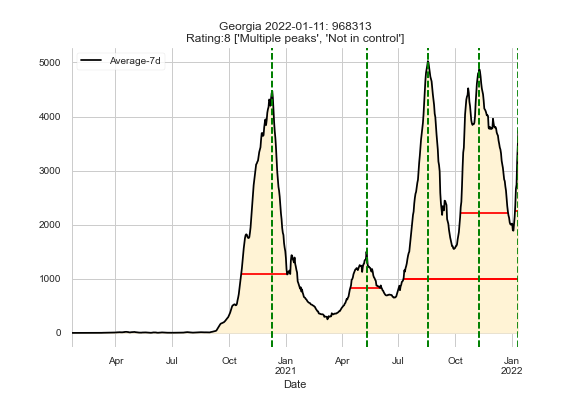 Georgia 2022-01-11: 968313
Rating:8 ['Multiple peaks', 'Not in control']
Average-7d
5000
4000
3000
2000
1000
0
Apr
Jul
Oct
Jan
2021
Apr
Jul
Oct
Jan
2022
Date